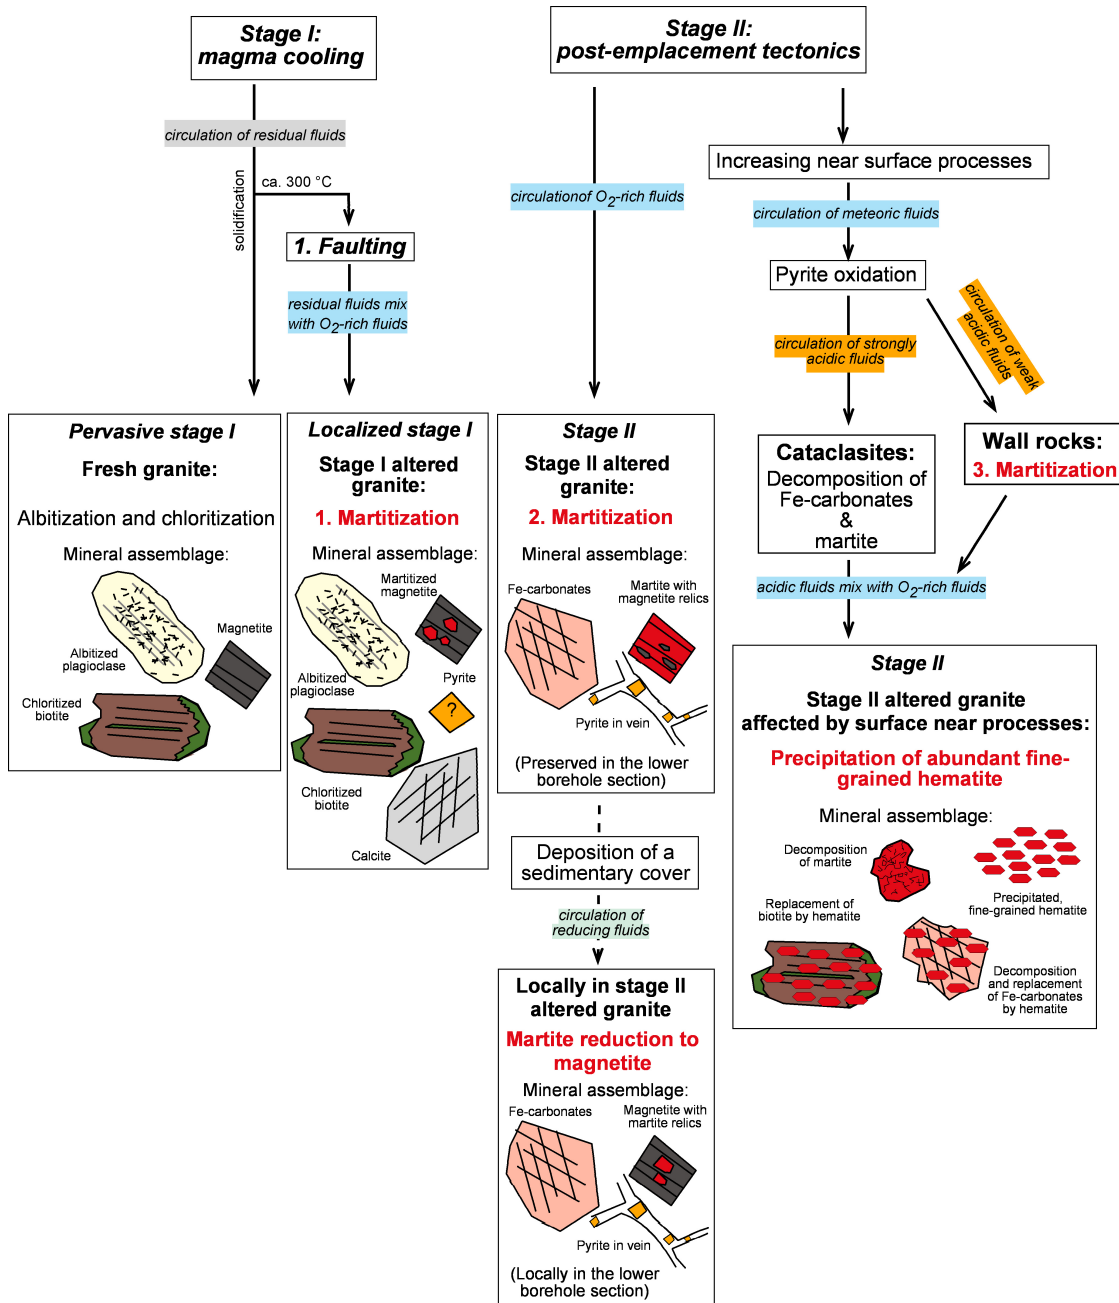 Stage I:
magma cooling
Stage II:
post-emplacement tectonics
circulation of residual fluids
solidification
ca. 300 °C
1. Faulting
residual fluids mix
with O2-rich fluids
circulationof O2-rich fluids
Increasing near surface processes
circulation of meteoric fluids
Pyrite oxidation
circulation of strongly
acidic fluids
circulation of weak
acidic fluids
Pervasive stage I
Fresh granite:
Albitization and chloritization
Mineral assemblage:
Albitized
plagioclase
Magnetite
Chloritized
biotite
Localized stage I
Stage I altered
granite:
1. Martitization
Mineral assemblage:
Martitized
magnetite
Albitized
plagioclase
Pyrite
?
Chloritized
biotite
Calcite
Stage II
Stage II altered
granite:
2. Martitization
Mineral assemblage:
Fe-carbonates
Martite with
magnetite relics
Pyrite in vein
(Preserved in the lower
borehole section)
Deposition of a
sedimentary cover
circulation of
reducing fluids
Locally in stage II
altered granite
Martite reduction to
magnetite
Mineral assemblage:
Fe-carbonates
Magnetite with
martite relics
Pyrite in vein
(Locally in the lower
borehole section)
Cataclasites:
Decomposition of
Fe-carbonates
&
martite
Wall rocks:
3. Martitization
acidic fluids mix with O2-rich fluids
Stage II
Stage II altered granite
affected by surface near processes:
Precipitation of abundant fine-
grained hematite
Mineral assemblage:
Decomposition
of martite
Precipitated,
fine-grained hematite
Replacement of
biotite by hematite
Decomposition
and replacement
of Fe-carbonates
by hematite